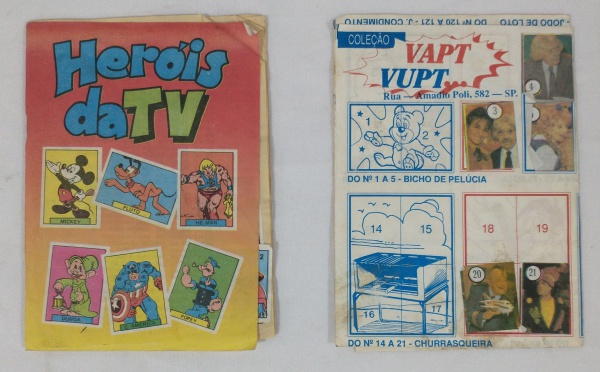 Heróis
da TV
MICKEY
PLUTO
HE-MAN
DUNGA
C. AMÉRICA
POPEY
JOGO DE LOTO
DO Nº 120 A 121 - J. CONDIMENTO
COLEÇÃO
VAPT
VUPT...
Rua — Amadio Poli, 582 — SP.
4
1
2
3
DO Nº 1 A 5 - BICHO DE PELÚCIA
14
15
18
19
16
17
20
21
DO Nº 14 A 21 - CHURRASQUEIRA